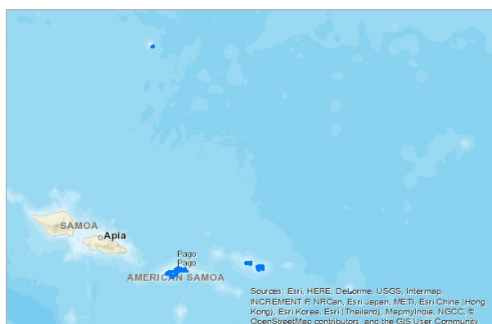 SAMOA
Apia
Pago
Pago
AMERICAN SAMOA
Sources: Esri, HERE, DeLorme, USGS, Intermap,
INCREMENT P, NRCan, Esri Japan, METI, Esri China (Hong
Kong), Esri Korea, Esri (Thailand), MapmyIndia, NGCC, ©
OpenStreetMap contributors, and the GIS User Community